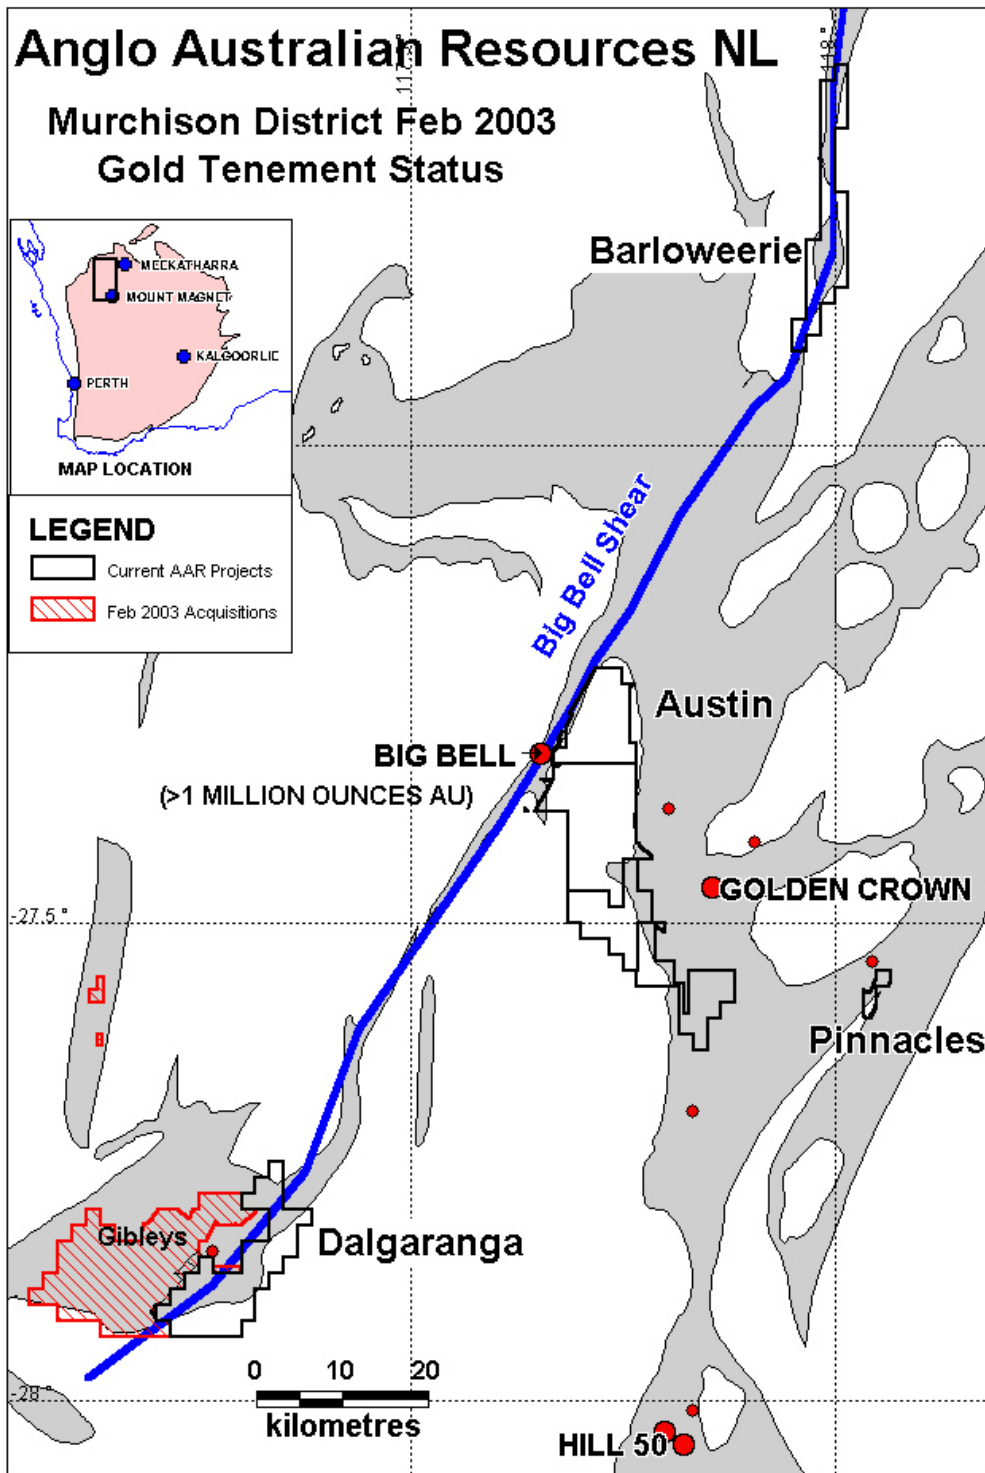 Anglo Australian Resources NL
Murchison District Feb 2003
Gold Tenement Status
118°
Barloweerie
MEEKATHARRA
MOUNT MAGNET
KALGOORLIE
PERTH
MAP LOCATION
LEGEND
Current AAR Projects
Feb 2003 Acquisitions
Big Bell Shear
Austin
BIG BELL
(>1 MILLION OUNCES AU)
GOLDEN CROWN
-27.5°
Pinnacles
Gibleys
Dalgaranga
0 10 20
kilometres
-28°
HILL 50